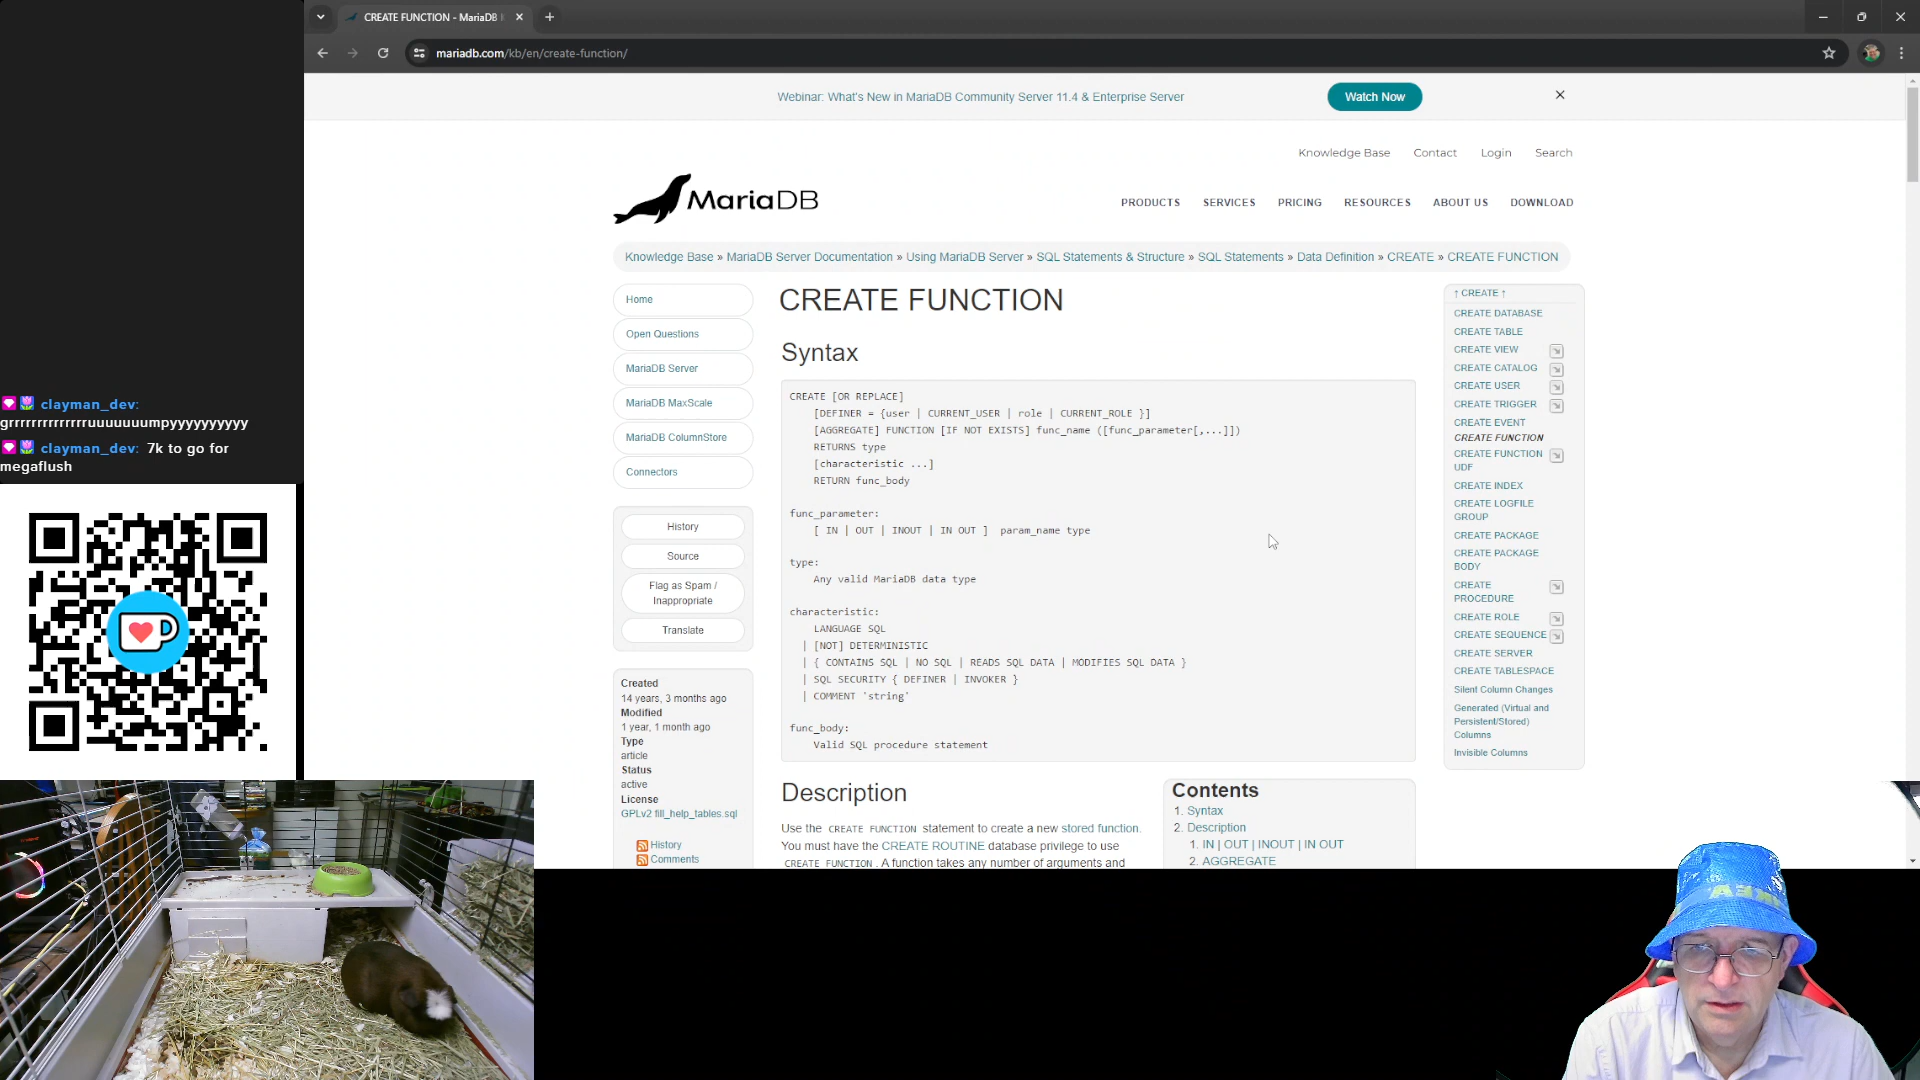 CREATE FUNCTION - MariaDB
mariadb.com/kb/en/create-function/
Webinar: What's New in MariaDB Community Server 11.4 & Enterprise Server
Watch Now
Knowledge Base
Contact
Login
Search
MariaDB
PRODUCTS
SERVICES
PRICING
RESOURCES
ABOUT US
DOWNLOAD
Knowledge Base » MariaDB Server Documentation » Using MariaDB Server » SQL Statements & Structure » SQL Statements » Data Definition » CREATE » CREATE FUNCTION
Home
Open Questions
MariaDB Server
MariaDB MaxScale
MariaDB ColumnStore
Connectors
History
Source
Flag as Spam /
Inappropriate
Translate
Created
14 years, 3 months ago
Modified
1 year, 1 month ago
Type
article
Status
active
License
GPLv2 fill_help_tables.sql
History
Comments
CREATE FUNCTION
Syntax
CREATE [OR REPLACE]
[DEFINER = {user | CURRENT_USER | role | CURRENT_ROLE }]
[AGGREGATE] FUNCTION [IF NOT EXISTS] func_name ([func_parameter[,...]])
RETURNS type
[characteristic ...]
RETURN func_body
func_parameter:
[ IN | OUT | INOUT | IN OUT ]  param_name type
type:
Any valid MariaDB data type
characteristic:
LANGUAGE SQL
| [NOT] DETERMINISTIC
| { CONTAINS SQL | NO SQL | READS SQL DATA | MODIFIES SQL DATA }
| SQL SECURITY { DEFINER | INVOKER }
| COMMENT 'string'
func_body:
Valid SQL procedure statement
Description
Use the CREATE FUNCTION statement to create a new stored function.
You must have the CREATE ROUTINE database privilege to use
CREATE FUNCTION. A function takes any number of arguments and
Contents
1. Syntax
2. Description
1. IN | OUT | INOUT | IN OUT
2. AGGREGATE
↑ CREATE ↑
CREATE DATABASE
CREATE TABLE
CREATE VIEW
CREATE CATALOG
CREATE USER
CREATE TRIGGER
CREATE EVENT
CREATE FUNCTION
CREATE FUNCTION
UDF
CREATE INDEX
CREATE LOGFILE
GROUP
CREATE PACKAGE
CREATE PACKAGE
BODY
CREATE
PROCEDURE
CREATE ROLE
CREATE SEQUENCE
CREATE SERVER
CREATE TABLESPACE
Silent Column Changes
Generated (Virtual and
Persistent/Stored)
Columns
Invisible Columns
clayman_dev:
grrrrrrrrrrrrruuuuuuumpyyyyyyyyyy
clayman_dev: 7k to go for
megaflush